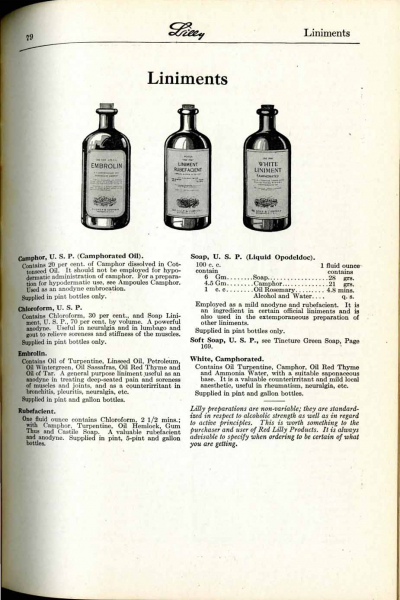 79
Lilly
Liniments
Liniments
EMBROLIN
LINIMENT
RUBEFACIENT
WHITE
LINIMENT
CAMPHORATED
Camphor, U. S. P. (Camphorated Oil).
Contains 20 per cent. of Camphor dissolved in Cot-
tonseed Oil. It should not be employed for hypo-
dermatic administration of camphor. For a prepara-
tion for hypodermatic use, see Ampoules Camphor.
Used as an anodyne embrocation.
Supplied in pint bottles only.
Chloroform, U. S. P.
Contains Chloroform, 30 per cent., and Soap Lini-
ment, U. S. P., 70 per cent. by volume. A powerful
anodyne. Useful in neuralgia and in lumbago and
gout to relieve soreness and stiffness of the muscles.
Supplied in pint bottles only.
Embrolin.
Contains Oil of Turpentine, Linseed Oil, Petroleum,
Oil Wintergreen, Oil Sassafras, Oil Red Thyme and
Oil of Tar. A general purpose liniment useful as an
anodyne in treating deep-seated pain and soreness
of muscles and joints, and as a counterirritant in
bronchitis, pleuritis, neuralgia, etc.
Supplied in pint and gallon bottles.
Rubefacient.
One fluid ounce contains Chloroform, 2 1/2 mins.;
with Camphor, Turpentine, Oil Hemlock, Gum
Thus and Castile Soap. A valuable rubefacient
and anodyne. Supplied in pint, 5-pint and gallon
bottles.
Soap, U. S. P. (Liquid Opodeldoc).
100 c. c. 1 fluid ounce
contain contains
6 Gm........Soap....................28 grs.
4.5 Gm........Camphor..............21 grs.
1 c. c.........Oil Rosemary..........4.8 mins.
Alcohol and Water.... q. s.
Employed as a mild anodyne and rubefacient. It is
an ingredient in certain official liniments and is
also used in the extemporaneous preparation of
other liniments.
Supplied in pint bottles only.
Soft Soap, U. S. P., see Tincture Green Soap, Page
169.
White, Camphorated.
Contains Oil Turpentine, Camphor, Oil Red Thyme
and Ammonia Water, with a suitable saponaceous
base. It is a valuable counterirritant and mild local
anesthetic, useful in rheumatism, neuralgia, etc.
Supplied in pint and gallon bottles.
Lilly preparations are non-variable; they are standard-
ized in respect to alcoholic strength as well as in regard
to active principles. This is worth something to the
purchaser and user of Red Lilly Products. It is always
advisable to specify when ordering to be certain of what
you are getting.